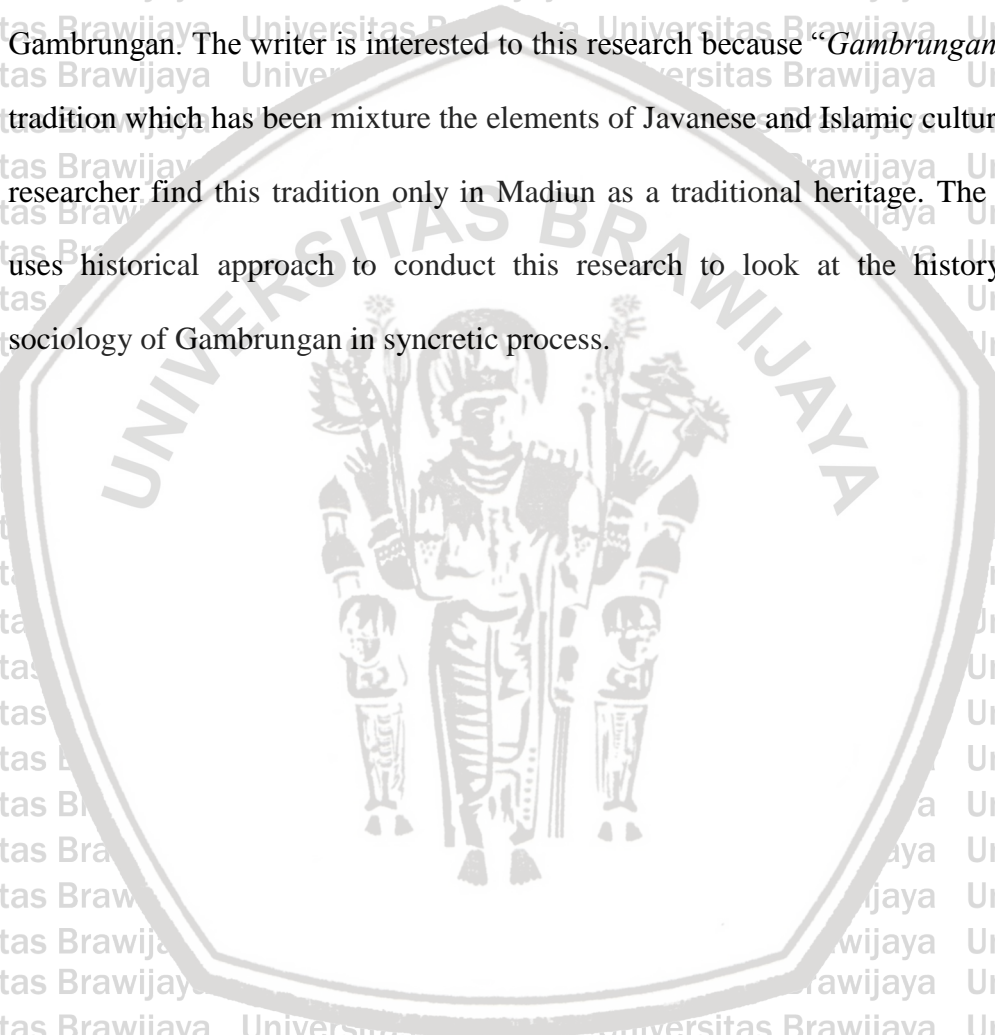 Gambrungan. The writer is interested to this research because “Gambrungan
tradition which has been mixture the elements of Javanese and Islamic cultur
researcher find this tradition only in Madiun as a traditional heritage. The
uses historical approach to conduct this research to look at the history
sociology of Gambrungan in syncretic process.
UNIVERSITAS BRAWIJAYA